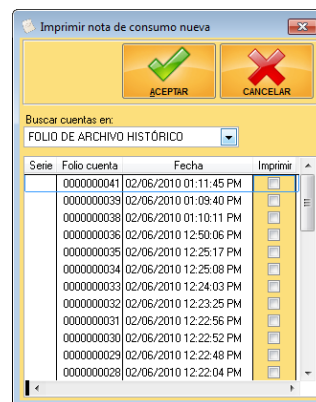 Imprimir nota de consumo nueva
ACEPTAR CANCELAR
Buscar cuentas en:
FOLIO DE ARCHIVO HISTÓRICO
Serie Folio cuenta Fecha Imprimir
0000000041 02/06/2010 01:11:45 PM
0000000039 02/06/2010 01:09:40 PM
0000000038 02/06/2010 01:10:11 PM
0000000036 02/06/2010 12:50:06 PM
0000000035 02/06/2010 12:25:17 PM
0000000034 02/06/2010 12:25:08 PM
0000000033 02/06/2010 12:24:03 PM
0000000032 02/06/2010 12:23:25 PM
0000000031 02/06/2010 12:22:56 PM
0000000030 02/06/2010 12:22:52 PM
0000000029 02/06/2010 12:22:48 PM
0000000028 02/06/2010 12:22:04 PM